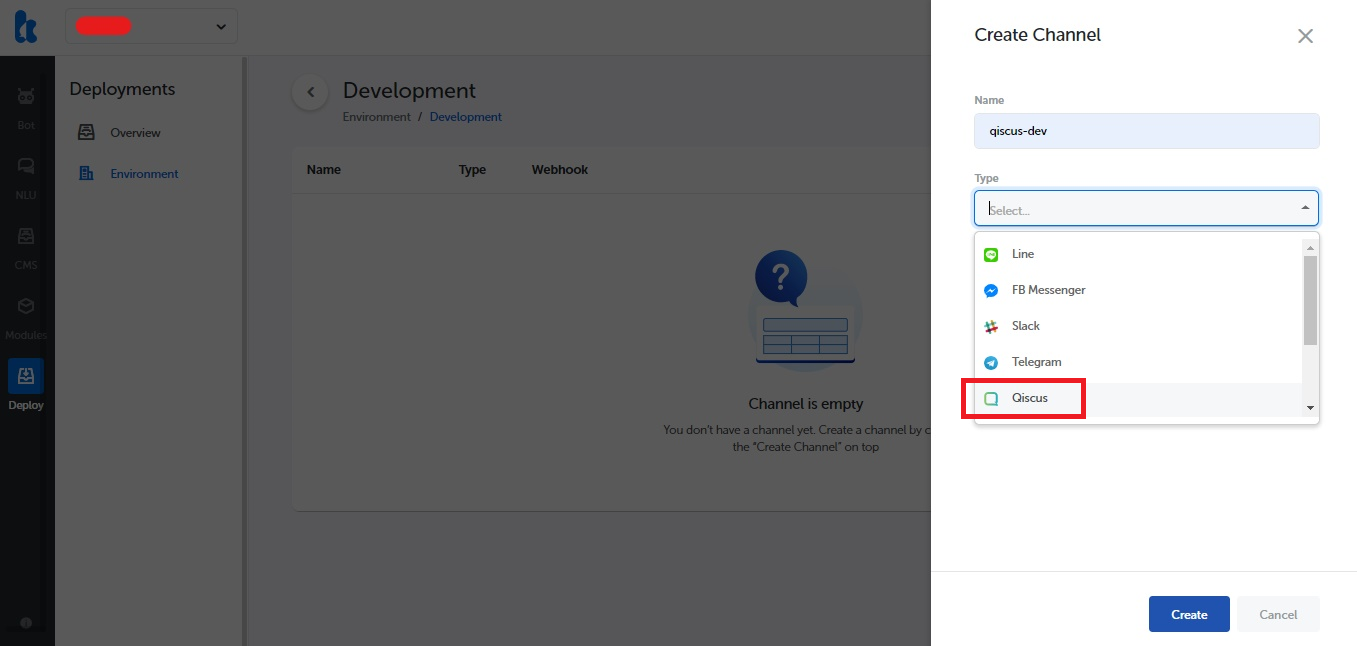 Deployments
Overview
Environment
Bot
NLU
CMS
Modules
Deploy
Development
Environment / Development
Name Type Webhook
?
Channel is empty
You don't have a channel yet. Create a channel by c
the "Create Channel" on top
Create Channel
Name
qiscus-dev
Type
Select...
Line
FB Messenger
Slack
Telegram
Qiscus
Create Cancel